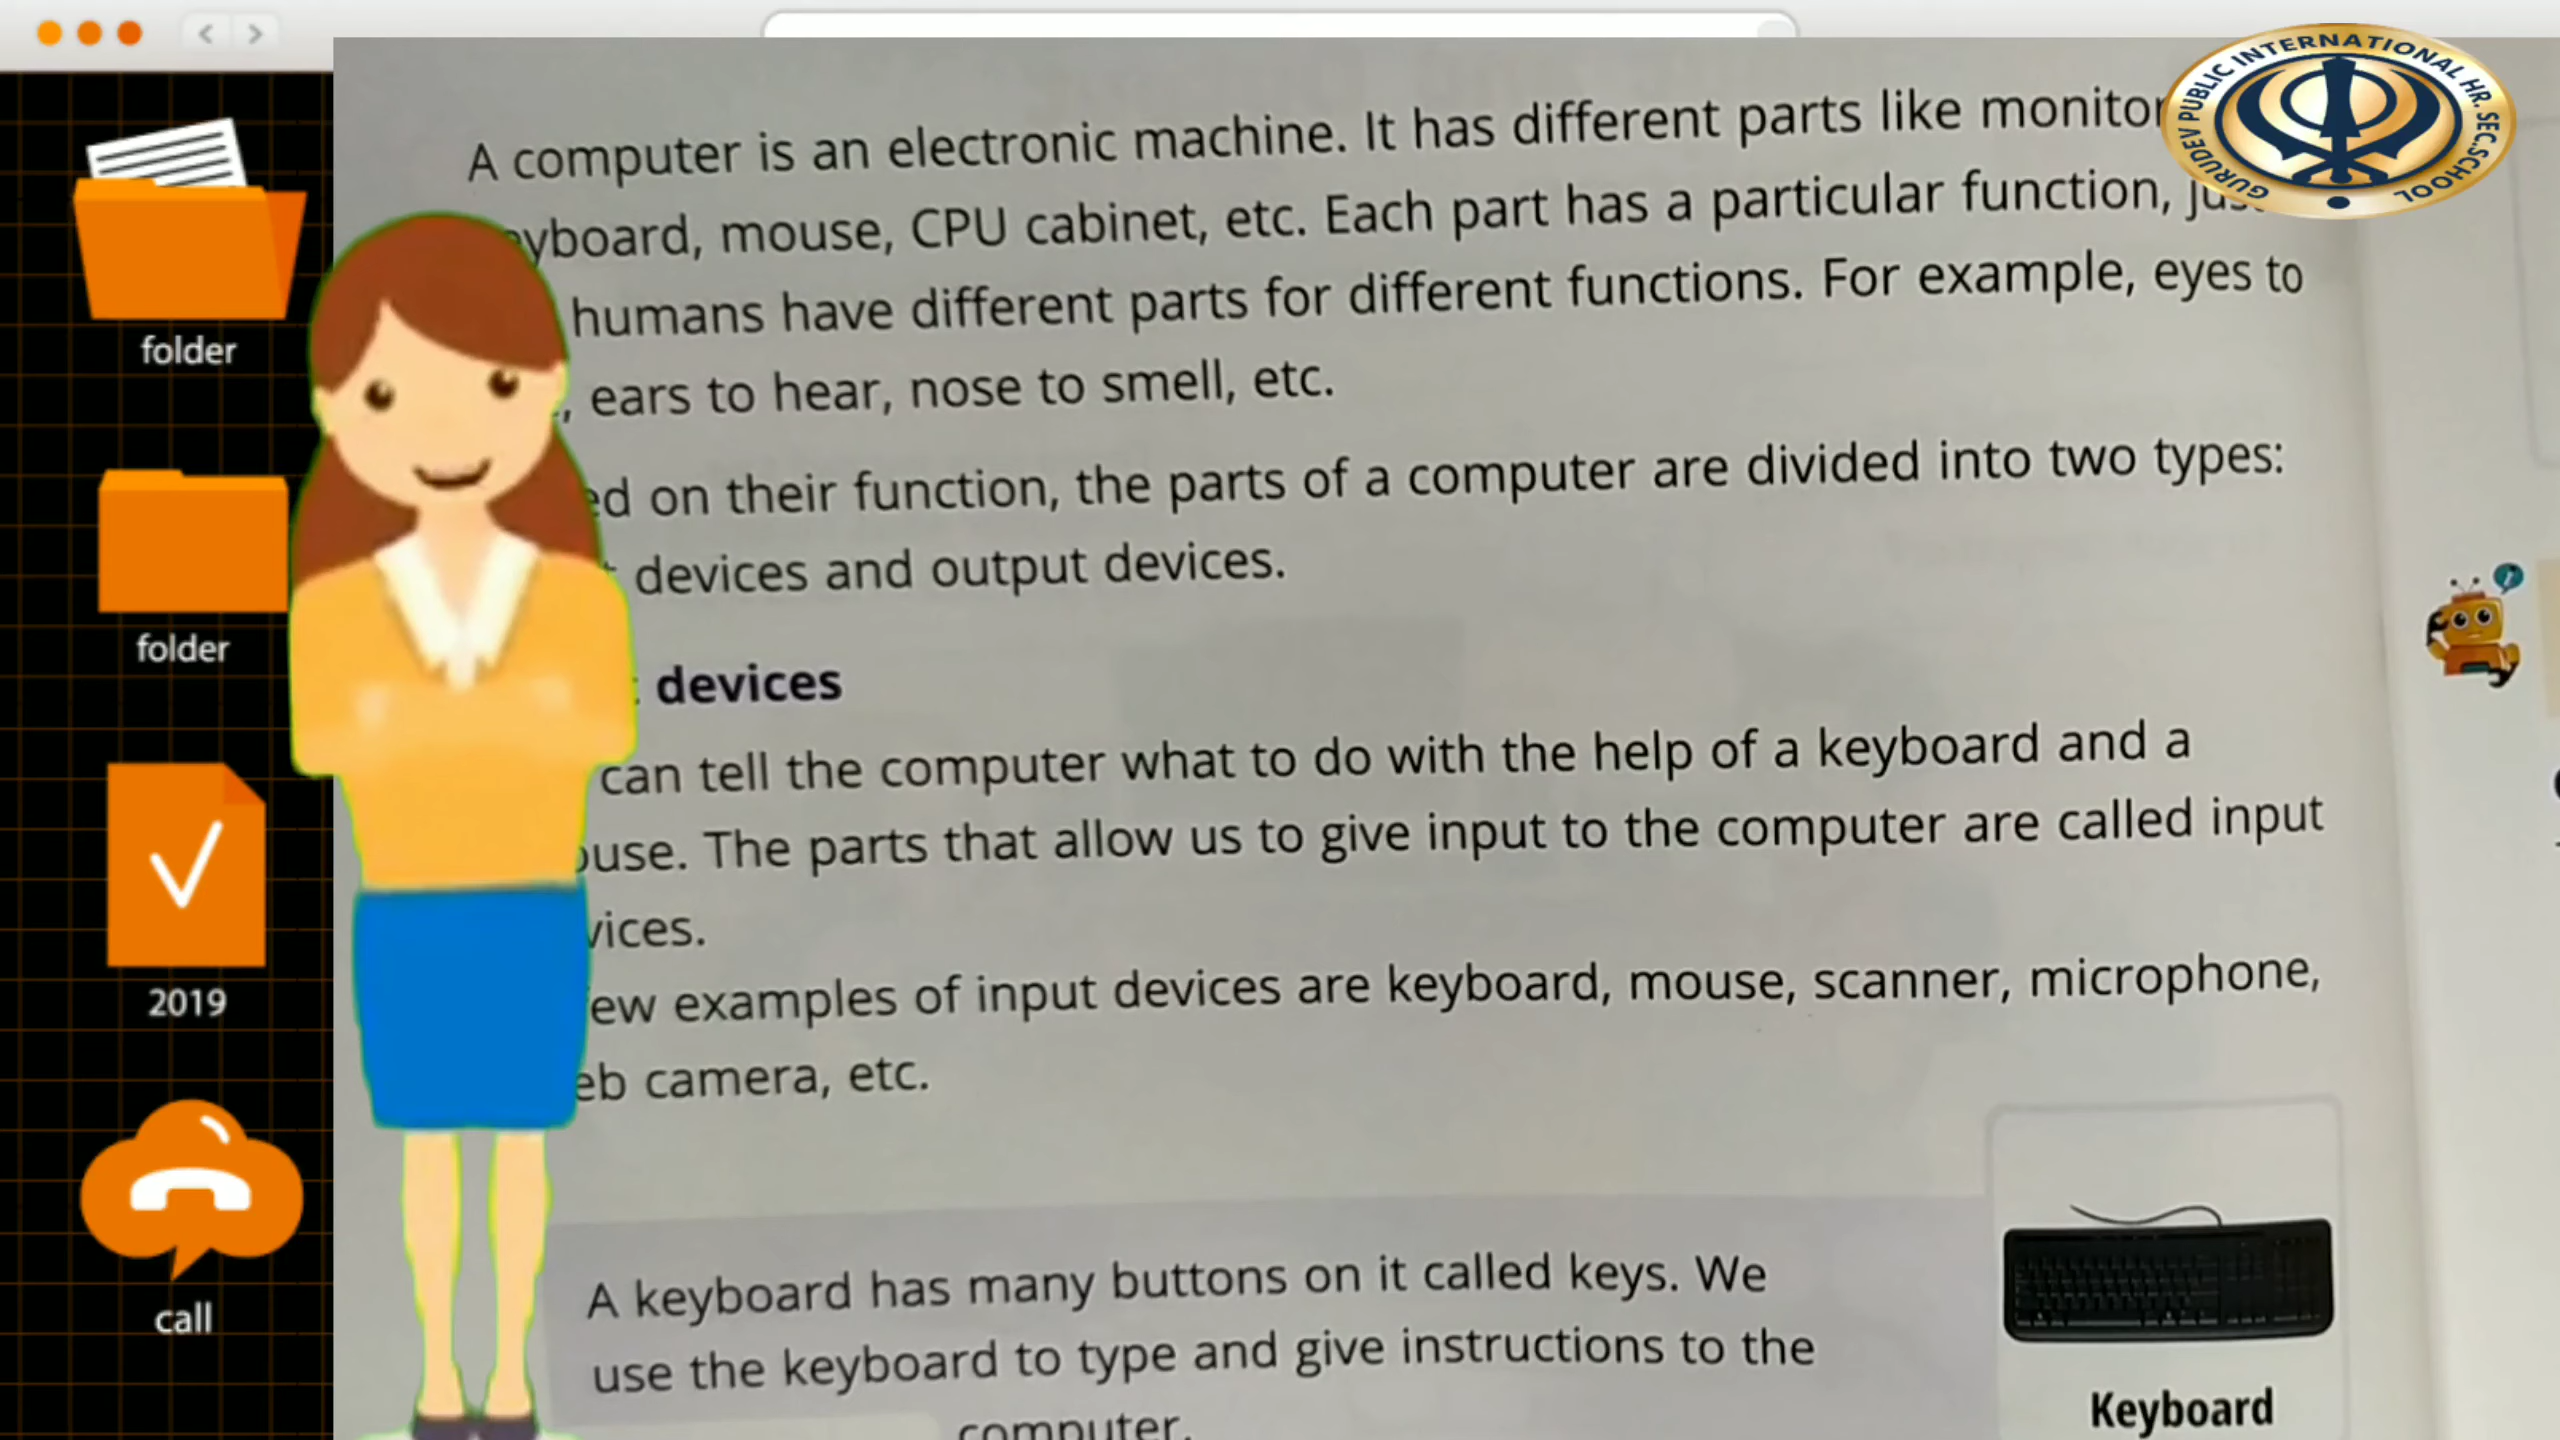 GURUDEV PUBLIC INTERNATIONAL HR. SEC. SCHOOL
A computer is an electronic machine. It has different parts like monitor
yboard, mouse, CPU cabinet, etc. Each part has a particular function,
humans have different parts for different functions. For example, eyes to
, ears to hear, nose to smell, etc.
ed on their function, the parts of a computer are divided into two types:
devices and output devices.
devices
can tell the computer what to do with the help of a keyboard and a
ouse. The parts that allow us to give input to the computer are called input
vices.
ew examples of input devices are keyboard, mouse, scanner, microphone,
eb camera, etc.
A keyboard has many buttons on it called keys. We
use the keyboard to type and give instructions to the
computer.
Keyboard
folder
folder
2019
call